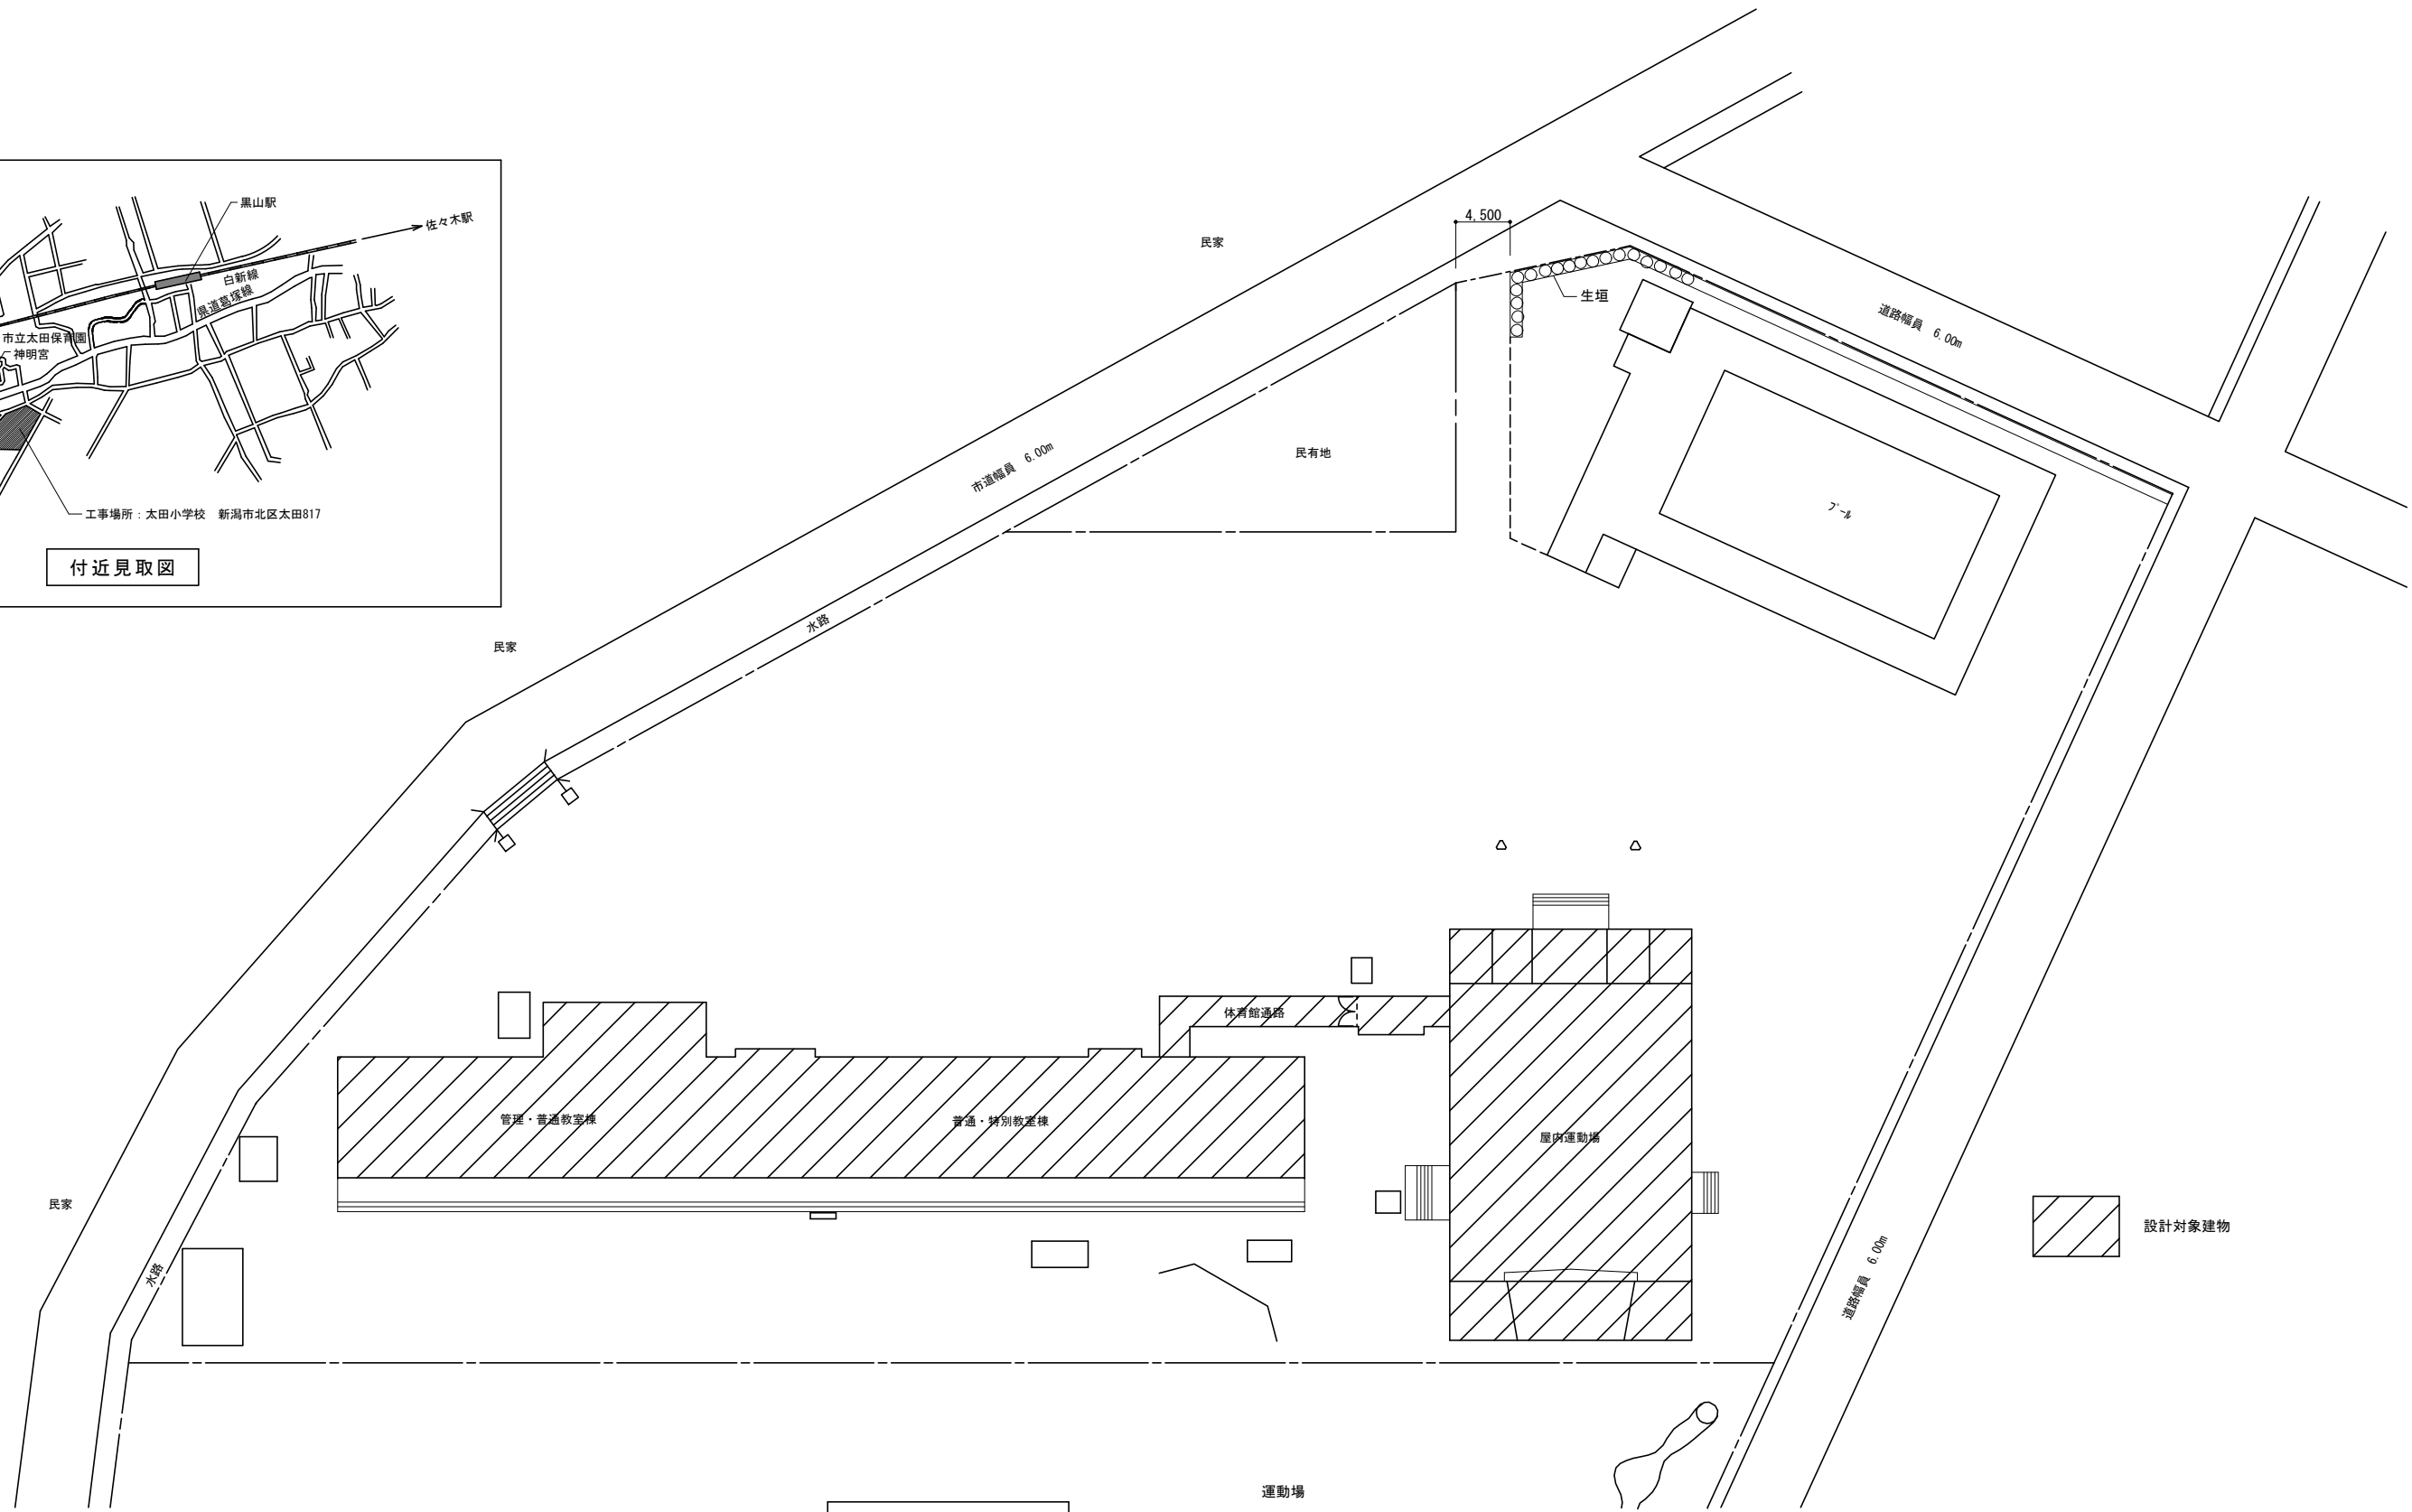 黒山駅
佐々木駅
白新線
県道葛塚線
市立太田保育園
神明宮
工事場所：太田小学校　新潟市北区太田817
付近見取図
民家
4,500
生垣
道路幅員　6.00m
市道幅員　6.00m
民有地
プール
水路
民家
体育館通路
管理・普通教室棟
普通・特別教室棟
屋内運動場
民家
水路
道路幅員　6.00m
設計対象建物
運動場